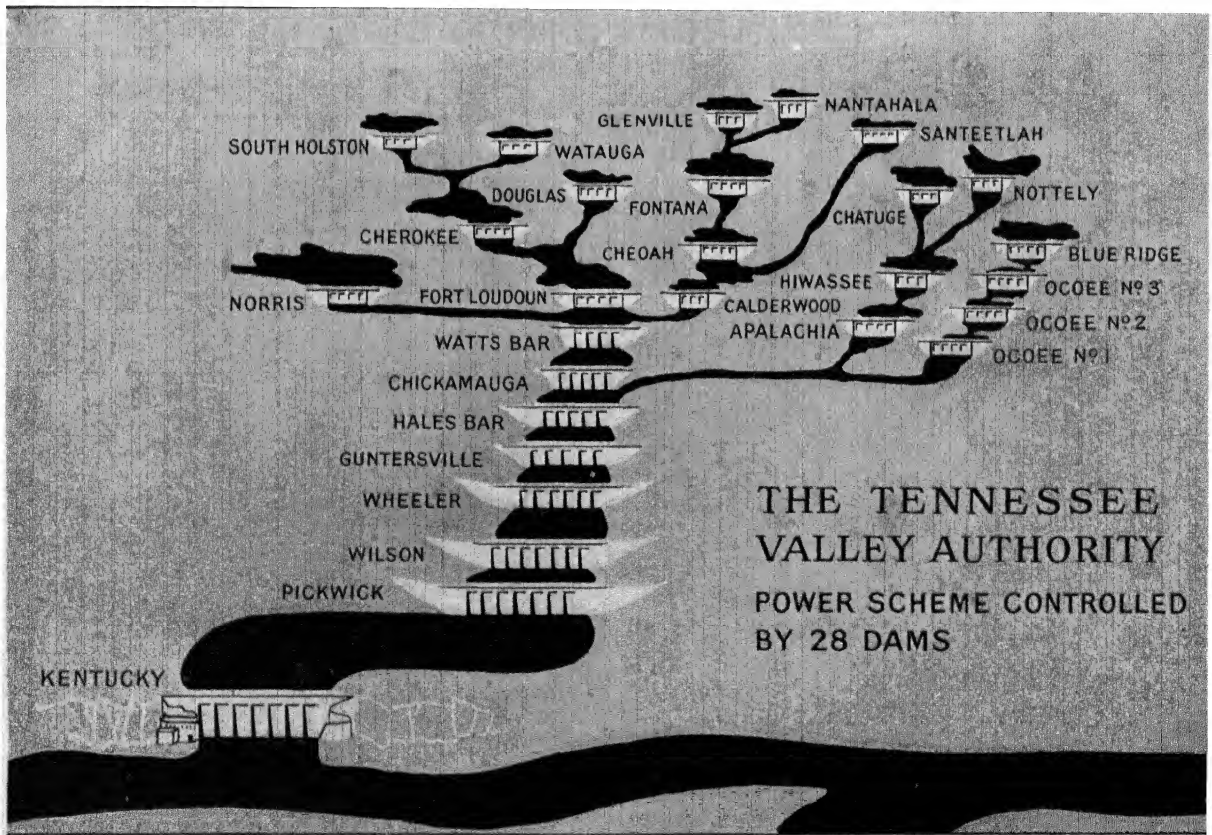 GLENVILLE
NANTAHALA
SOUTH HOLSTON
WATAUGA
SANTEETLAH
DOUGLAS
FONTANA
CHATUGE
NOTTELY
CHEROKEE
CHEOAH
BLUE RIDGE
NORRIS
FORT LOUDOUN
CALDERWOOD
HIWASSEE
OCOEE Nº 3
WATTS BAR
APALACHIA
OCOEE Nº 2
OCOEE Nº 1
CHICKAMAUGA
HALES BAR
GUNTERSVILLE
WHEELER
WILSON
PICKWICK
KENTUCKY
THE TENNESSEE
VALLEY AUTHORITY
POWER SCHEME CONTROLLED
BY 28 DAMS